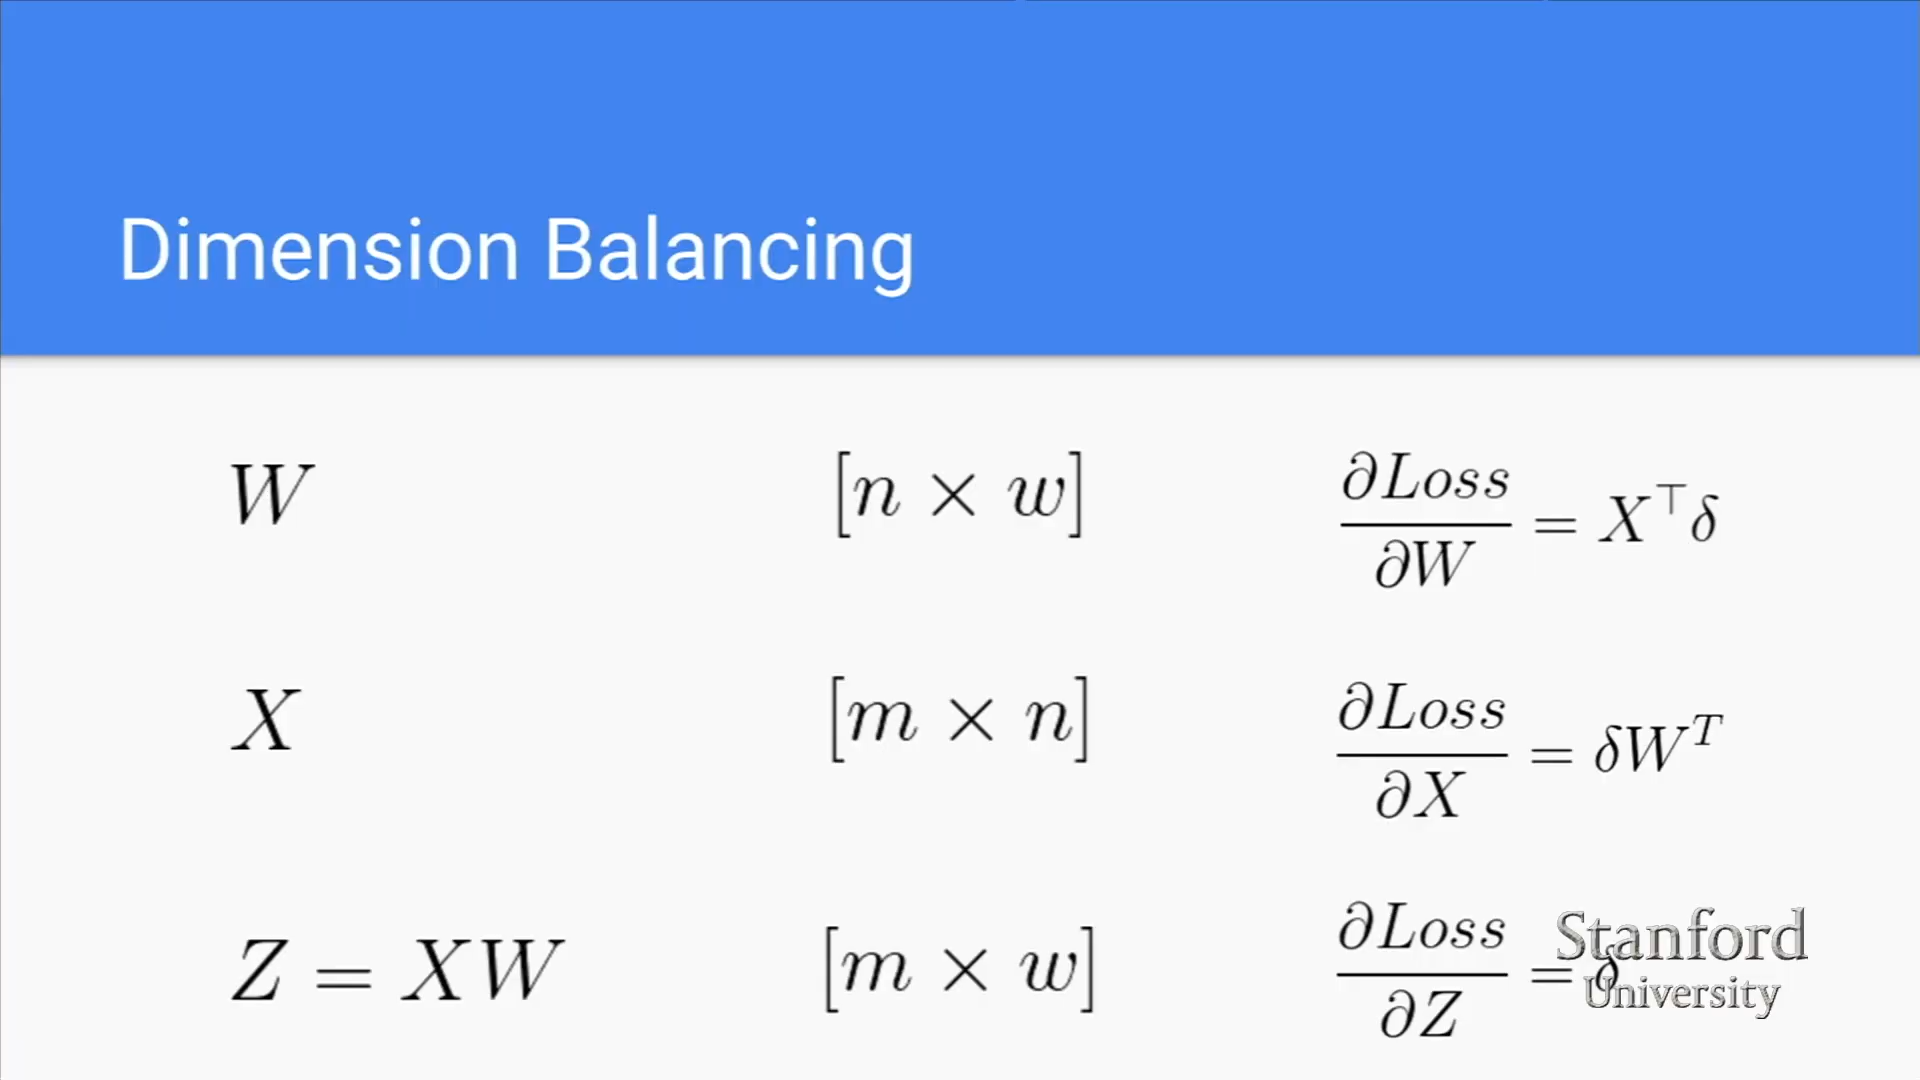 Dimension Balancing
W [n × w] ∂Loss/∂W = X^⊤δ
X [m × n] ∂Loss/∂X = δW^T
Z = XW [m × w] ∂Loss/∂Z = δ
Stanford
University